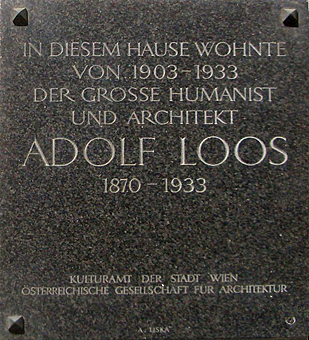 IN DIESEM HAUSE WOHNTE
VON 1903-1933
DER GROSSE HUMANIST
UND ARCHITEKT
ADOLF LOOS
1870-1933
KULTURAMT DER STADT WIEN
ÖSTERREICHISCHE GESELLSCHAFT FÜR ARCHITEKTUR
A. LISKA